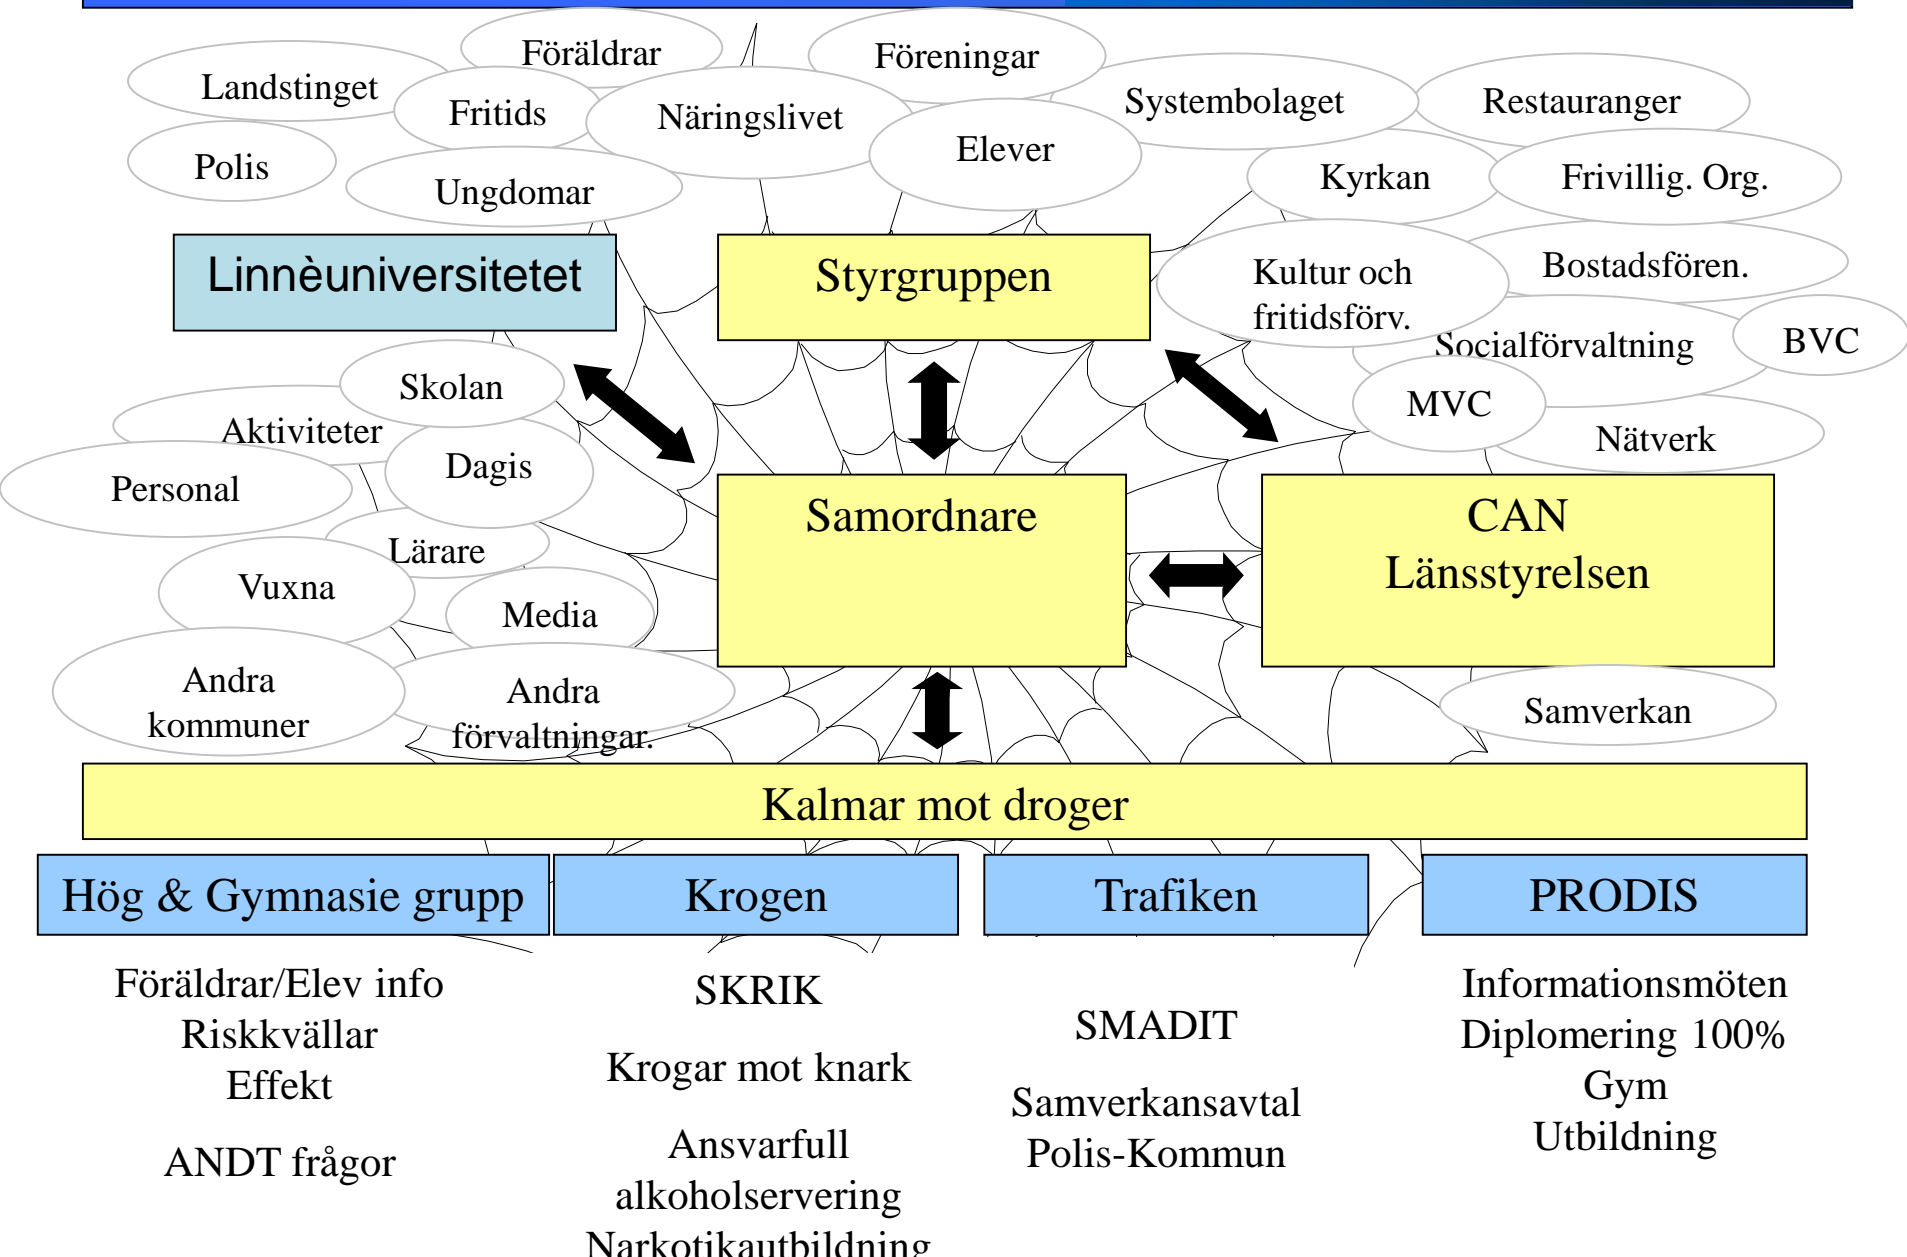 Föräldrar
Föreningar
Landstinget
Fritids
Näringslivet
Systembolaget
Restauranger
Elever
Polis
Ungdomar
Kyrkan
Frivillig. Org.
Linnèuniversitetet
Styrgruppen
Kultur och
fritidsförv.
Bostadsfören.
Socialförvaltning
BVC
Skolan
MVC
Aktiviteter
Nätverk
Dagis
Personal
Samordnare
CAN
Länsstyrelsen
Lärare
Vuxna
Media
Andra
kommuner
Andra
förvaltningar.
Samverkan
Kalmar mot droger
Hög & Gymnasie grupp
Krogen
Trafiken
PRODIS
Föräldrar/Elev info
Riskkvällar
Effekt
ANDT frågor
SKRIK
Krogar mot knark
Ansvarfull
alkoholservering
Narkotikautbildning
SMADIT
Samverkansavtal
Polis-Kommun
Informationsmöten
Diplomering 100%
Gym
Utbildning